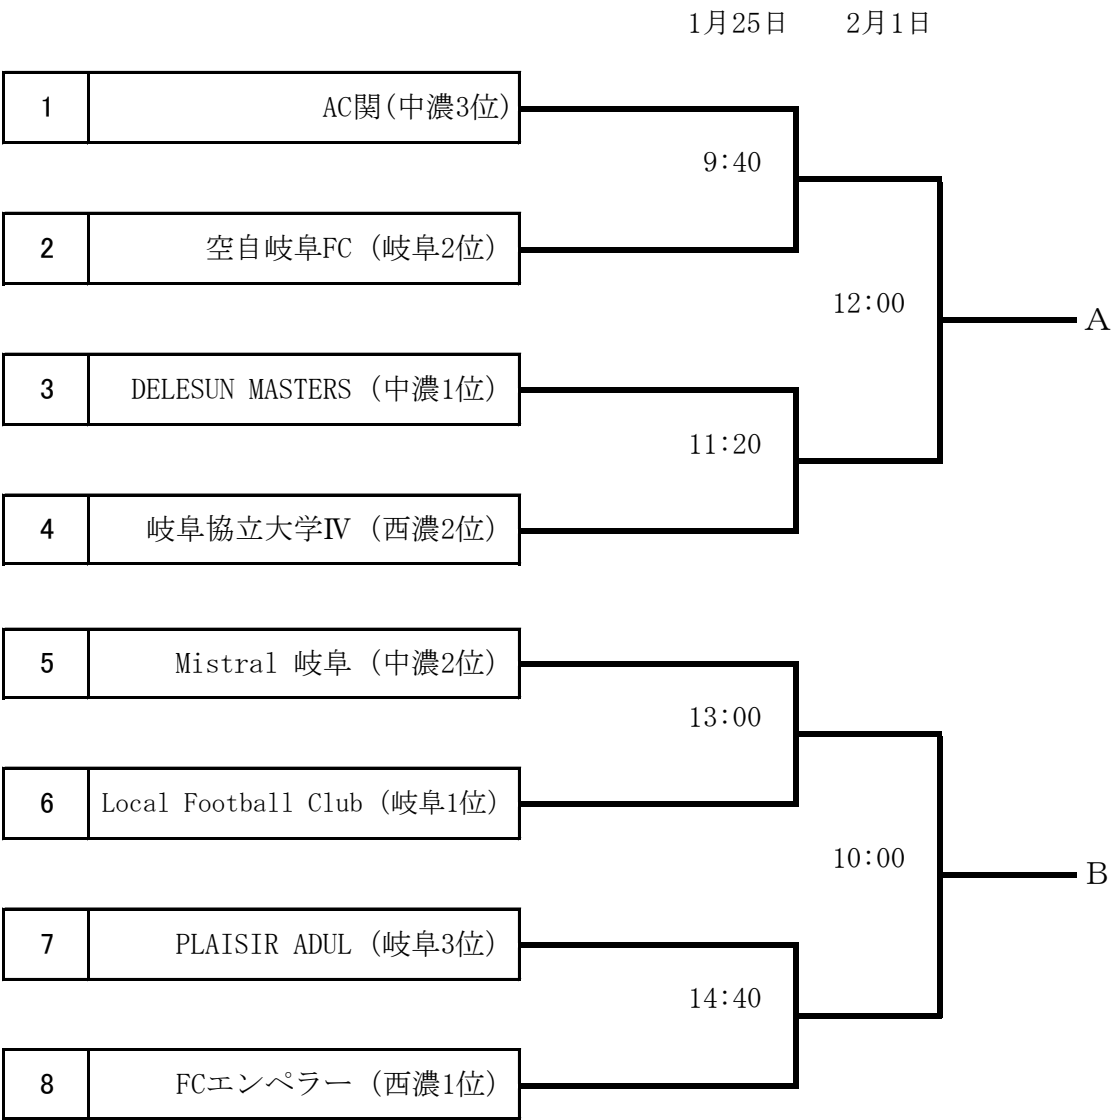 1月25日 2月1日
1 AC関(中濃3位)
9:40
2 空自岐阜FC (岐阜2位)
12:00
A
3 DELESUN MASTERS (中濃1位)
11:20
4 岐阜協立大学Ⅳ (西濃2位)
5 Mistral 岐阜 (中濃2位)
13:00
6 Local Football Club (岐阜1位)
10:00
B
7 PLAISIR ADUL (岐阜3位)
14:40
8 FCエンペラー (西濃1位)